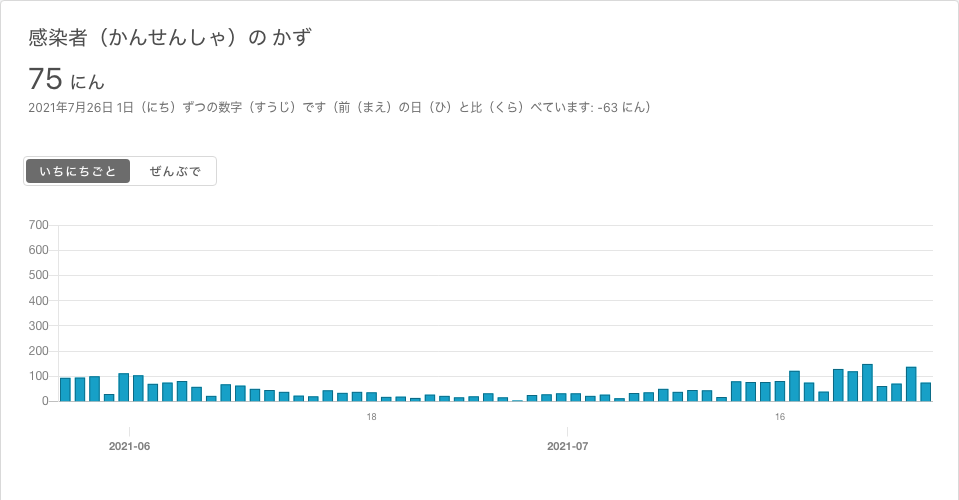 感染者（かんせんしゃ）の かず
75 にん
2021年7月26日 1日（にち）ずつの数字（すうじ）です（前（まえ）の日（ひ）と比（くら）べています: -63 にん）
いちにちごと ぜんぶで
700
600
500
400
300
200
100
0
18 16
2021-06 2021-07